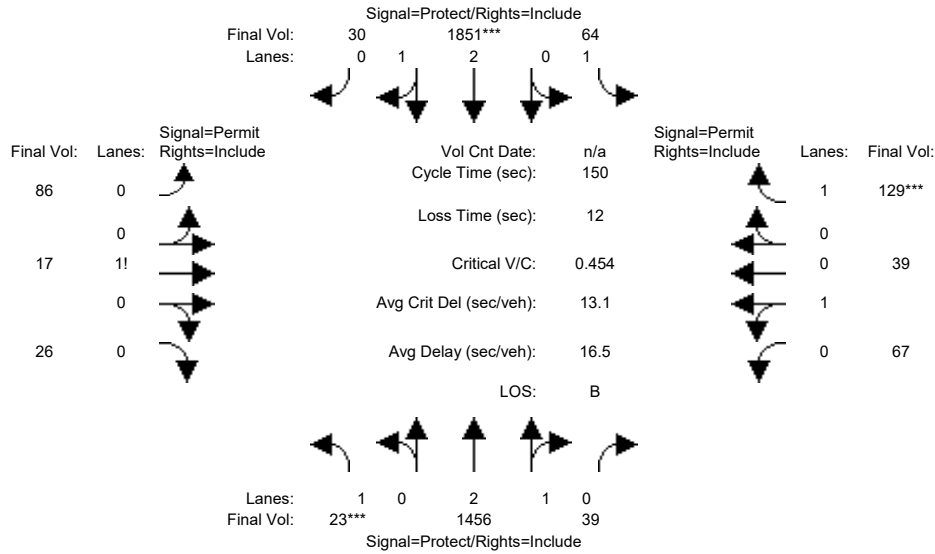 Signal=Protect/Rights=Include
Final Vol: 30 1851*** 64
Lanes: 0 1 2 0 1
Signal=Permit Signal=Permit
Final Vol: Lanes: Rights=Include Vol Cnt Date: n/a Rights=Include Lanes: Final Vol:
Cycle Time (sec): 150
86 0 1 129***
Loss Time (sec): 12
0 0
17 1! Critical V/C: 0.454 0 39
0 Avg Crit Del (sec/veh): 13.1 1
26 0 Avg Delay (sec/veh): 16.5 0 67
LOS: B
Lanes: 1 0 2 1 0
Final Vol: 23*** 1456 39
Signal=Protect/Rights=Include